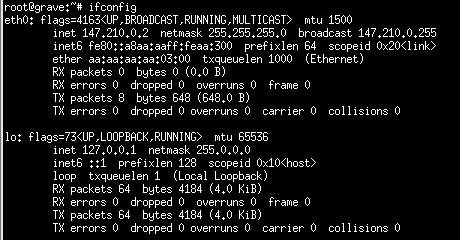 root@grave:~# ifconfig
eth0: flags=4163<UP,BROADCAST,RUNNING,MULTICAST>  mtu 1500
        inet 147.210.0.2  netmask 255.255.255.0  broadcast 147.210.0.255
        inet6 fe80::a8aa:aaff:feaa:300  prefixlen 64  scopeid 0x20<link>
        ether aa:aa:aa:aa:03:00  txqueuelen 1000  (Ethernet)
        RX packets 0  bytes 0 (0.0 B)
        RX errors 0  dropped 0  overruns 0  frame 0
        TX packets 8  bytes 648 (648.0 B)
        TX errors 0  dropped 0 overruns 0  carrier 0  collisions 0

lo: flags=73<UP,LOOPBACK,RUNNING>  mtu 65536
        inet 127.0.0.1  netmask 255.0.0.0
        inet6 ::1  prefixlen 128  scopeid 0x10<host>
        loop  txqueuelen 1  (Local Loopback)
        RX packets 64  bytes 4184 (4.0 KiB)
        RX errors 0  dropped 0  overruns 0  frame 0
        TX packets 64  bytes 4184 (4.0 KiB)
        TX errors 0  dropped 0 overruns 0  carrier 0  collisions 0